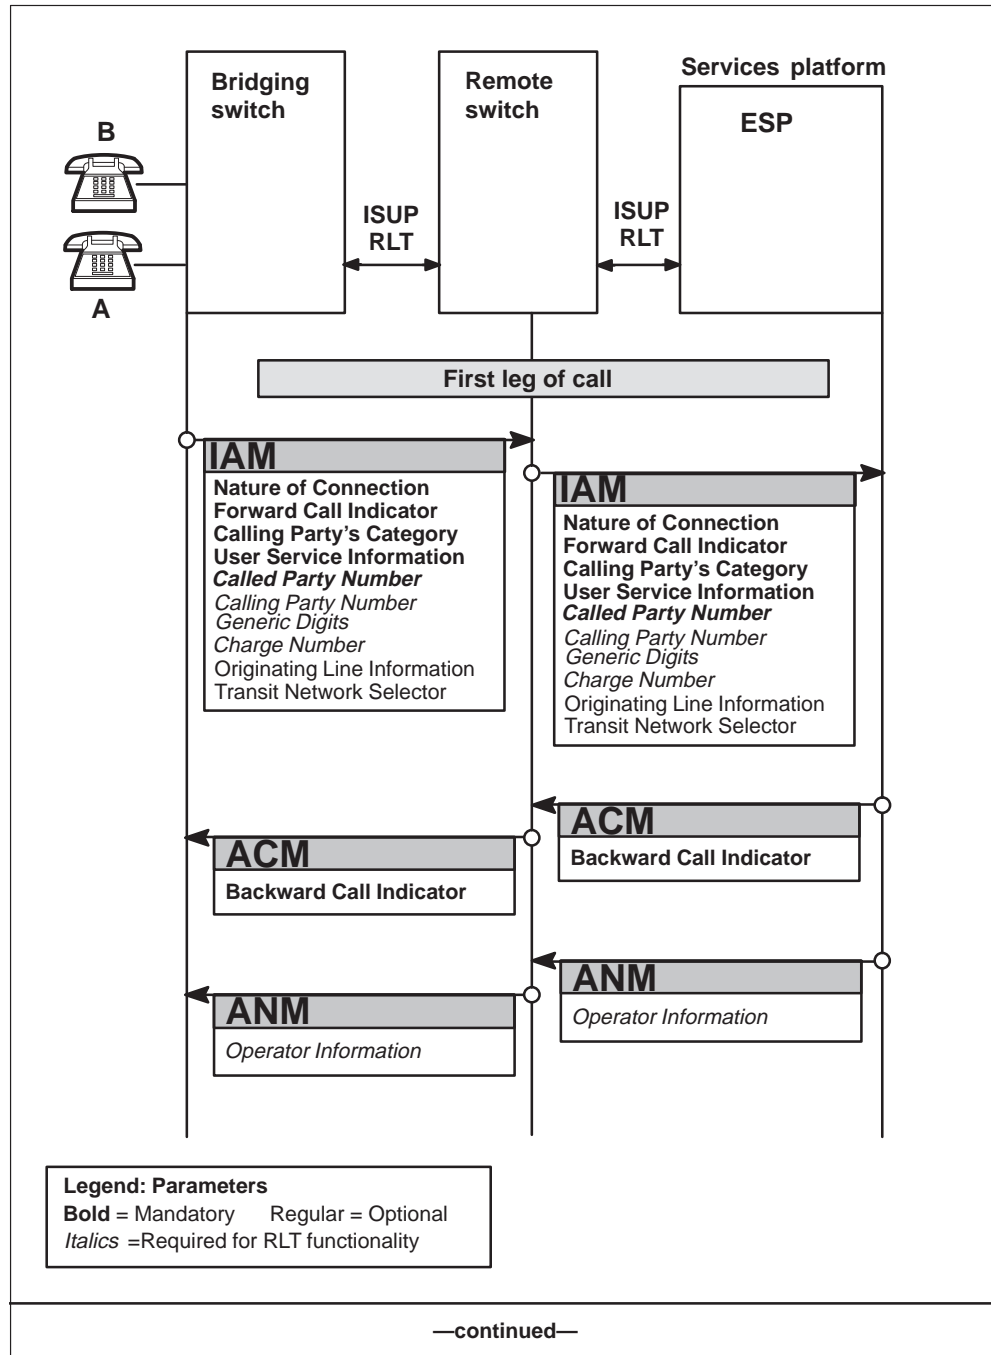 Services platform
Bridging
switch
Remote
switch
ESP
B
A
ISUP
RLT
ISUP
RLT
First leg of call
IAM
Nature of Connection
Forward Call Indicator
Calling Party's Category
User Service Information
Called Party Number
Calling Party Number
Generic Digits
Charge Number
Originating Line Information
Transit Network Selector
IAM
Nature of Connection
Forward Call Indicator
Calling Party's Category
User Service Information
Called Party Number
Calling Party Number
Generic Digits
Charge Number
Originating Line Information
Transit Network Selector
ACM
Backward Call Indicator
ACM
Backward Call Indicator
ANM
Operator Information
ANM
Operator Information
Legend: Parameters
Bold = Mandatory Regular = Optional
Italics =Required for RLT functionality
—continued—